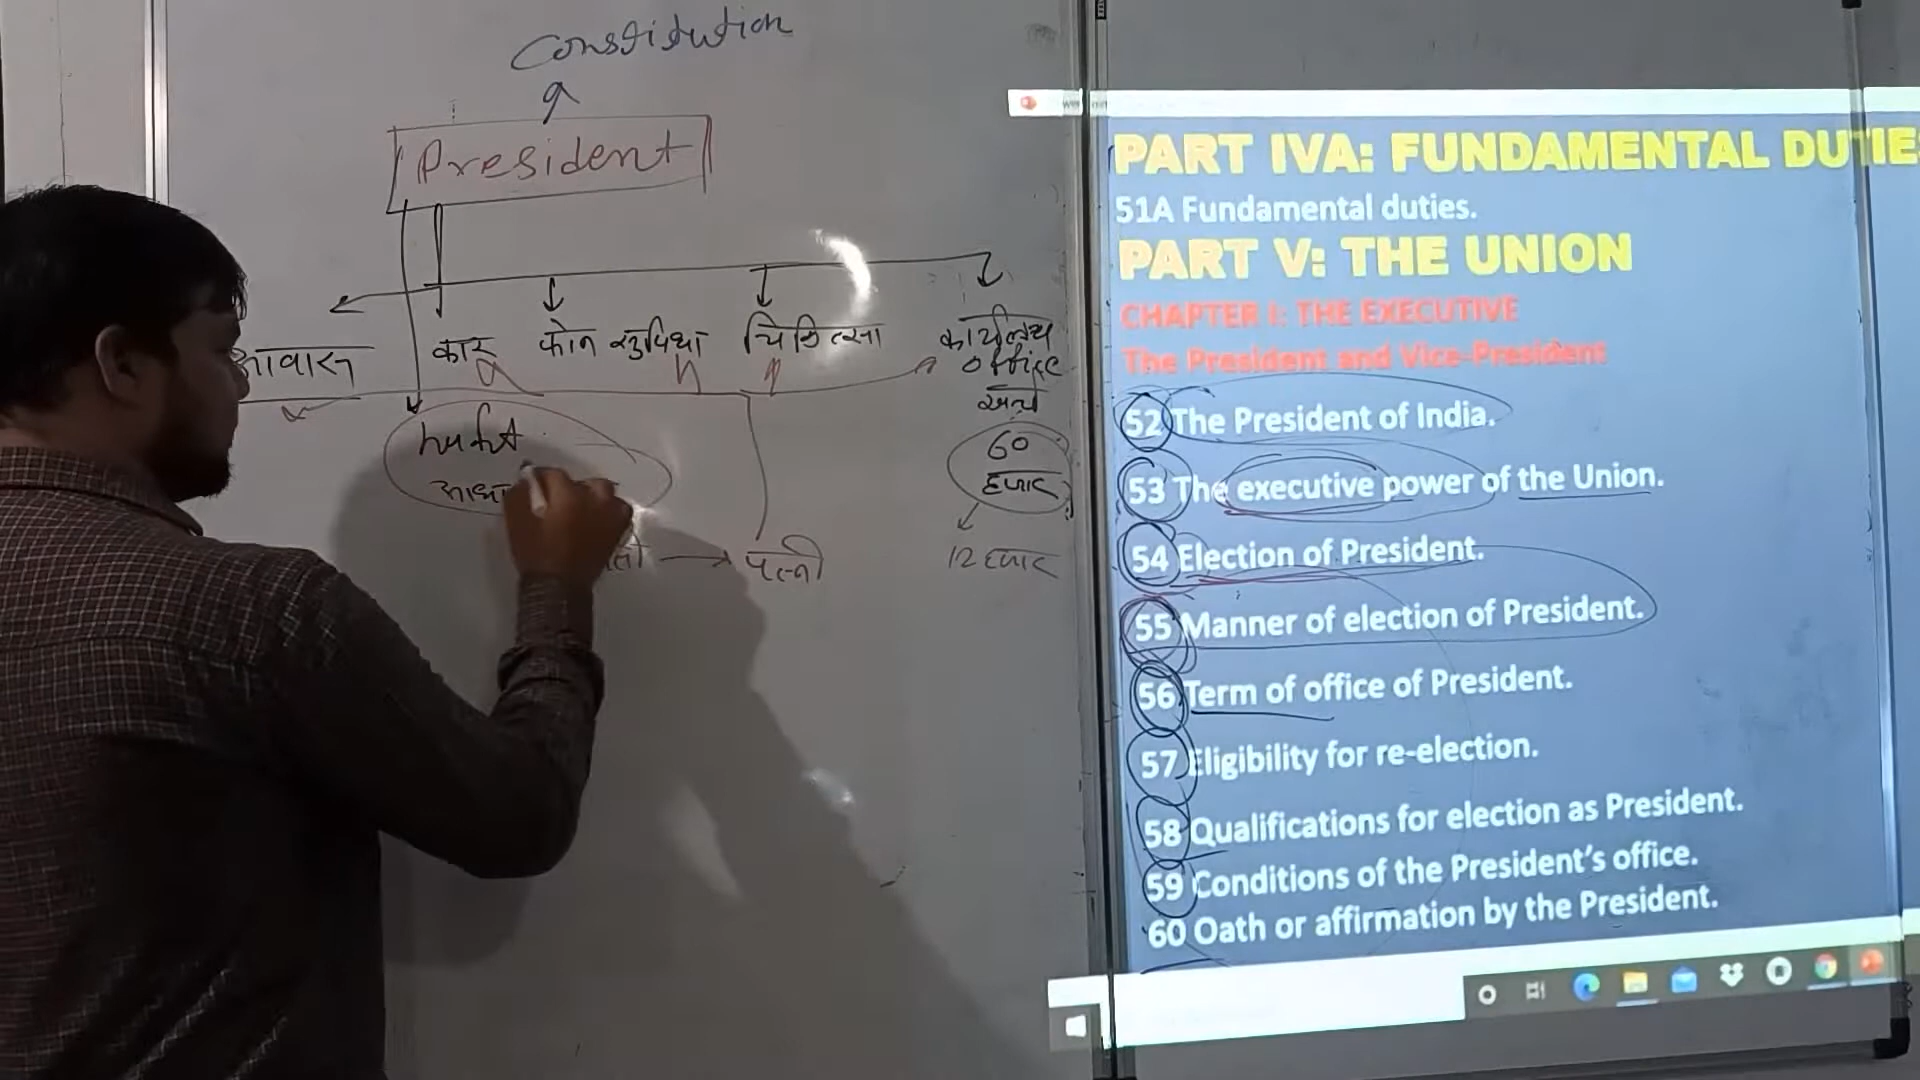 Constitution
President
आवास
कार
फोन सुविधा
चिकित्सा
कार्यालय
office
खर्च
60
हजार
12 हजार
पत्नी
PART IVA: FUNDAMENTAL DUTIE
51A Fundamental duties.
PART V: THE UNION
CHAPTER I: THE EXECUTIVE
The President and Vice-President
52 The President of India.
53 The executive power of the Union.
54 Election of President.
55 Manner of election of President.
56 Term of office of President.
57 Eligibility for re-election.
58 Qualifications for election as President.
59 Conditions of the President’s office.
60 Oath or affirmation by the President.